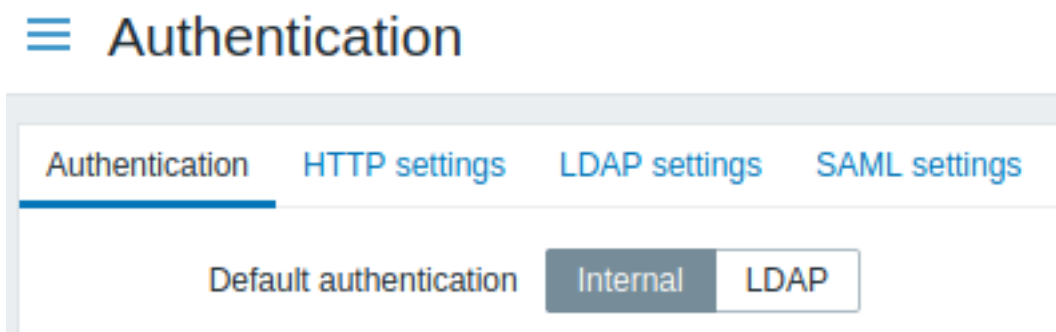 Authentication
Authentication HTTP settings LDAP settings SAML settings
Default authentication Internal LDAP